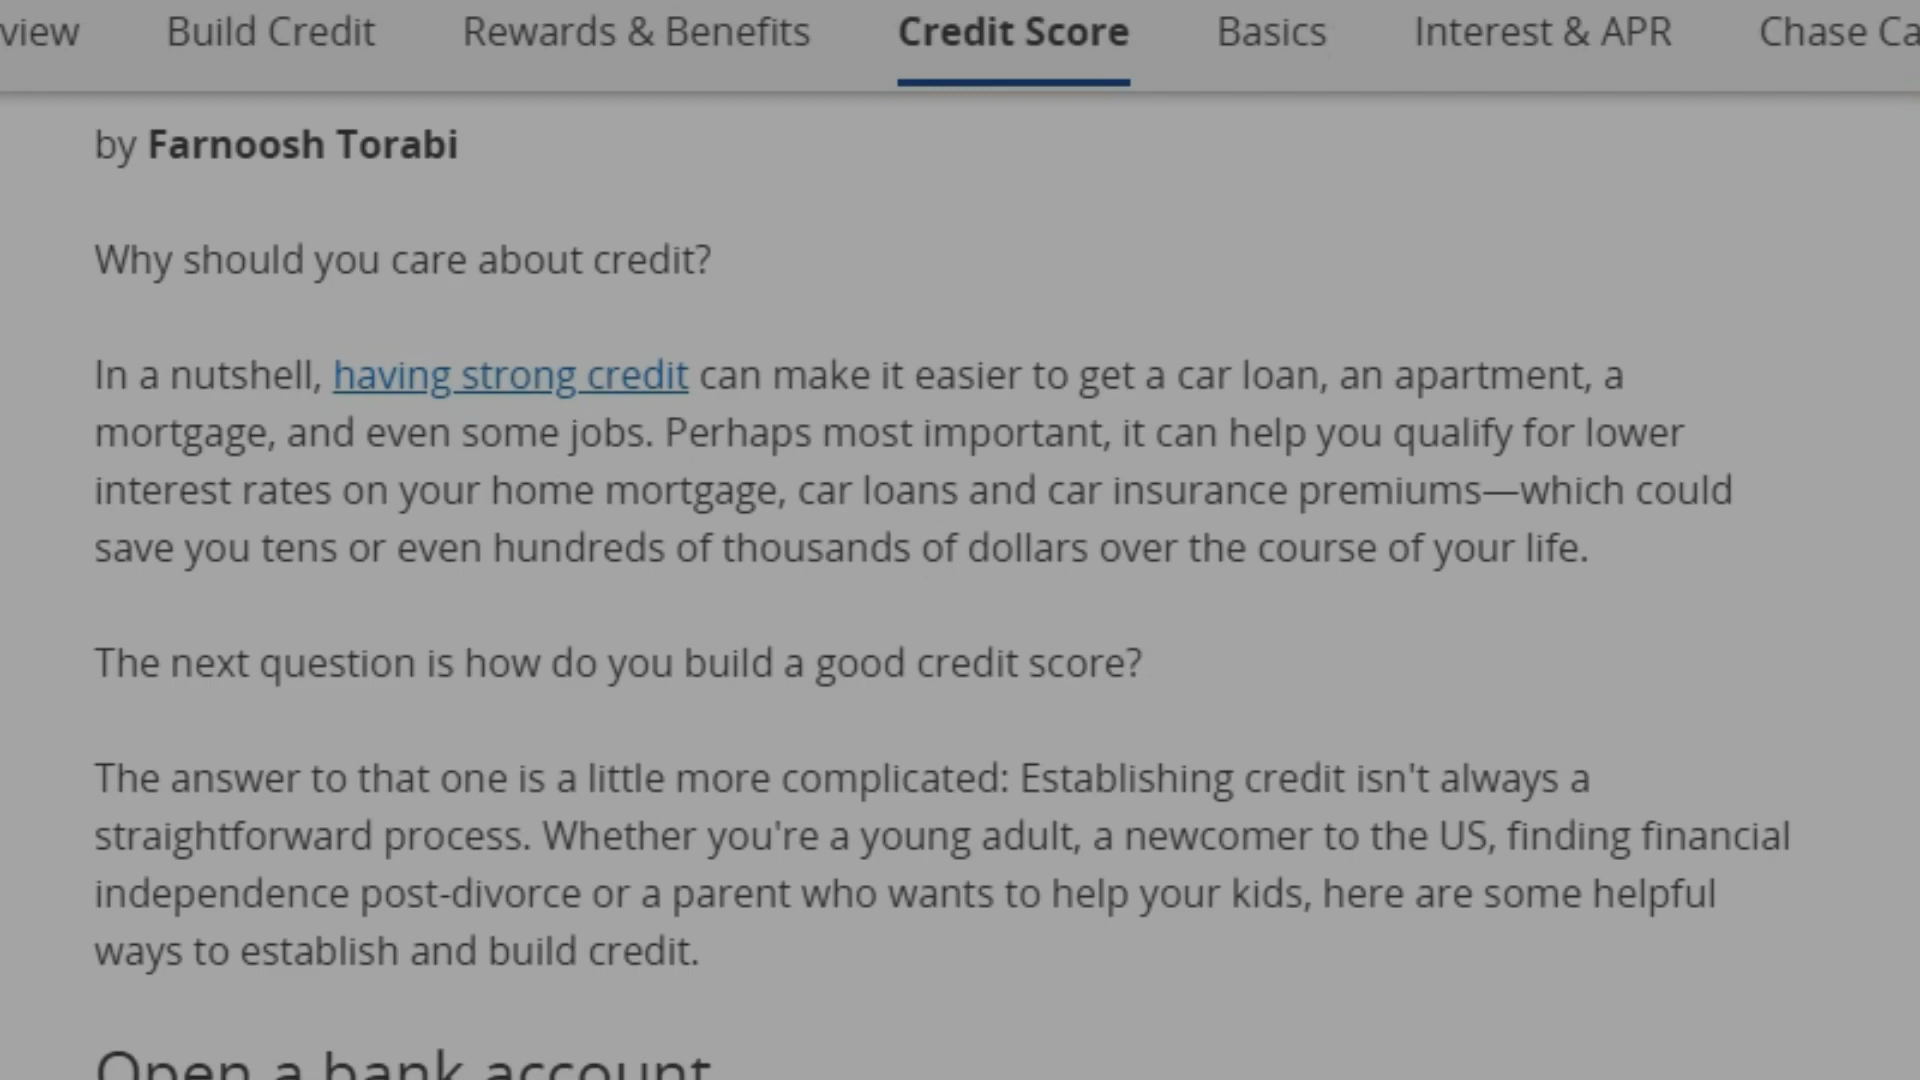 view Build Credit Rewards & Benefits Credit Score Basics Interest & APR Chase Ca
by Farnoosh Torabi
Why should you care about credit?
In a nutshell, having strong credit can make it easier to get a car loan, an apartment, a
mortgage, and even some jobs. Perhaps most important, it can help you qualify for lower
interest rates on your home mortgage, car loans and car insurance premiums—which could
save you tens or even hundreds of thousands of dollars over the course of your life.
The next question is how do you build a good credit score?
The answer to that one is a little more complicated: Establishing credit isn't always a
straightforward process. Whether you're a young adult, a newcomer to the US, finding financial
independence post-divorce or a parent who wants to help your kids, here are some helpful
ways to establish and build credit.
Open a bank account